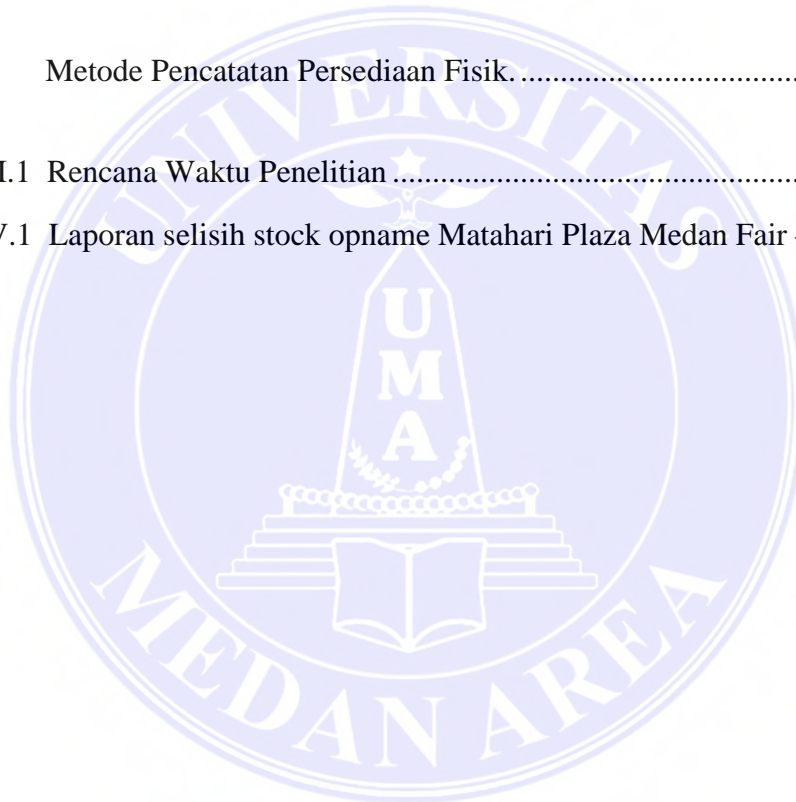 Metode Pencatatan Persediaan Fisik...................................
I.1 Rencana Waktu Penelitian..................................................
V.1 Laporan selisih stock opname Matahari Plaza Medan Fair
UNIVERSITAS
U
M
A
MEDAN AREA